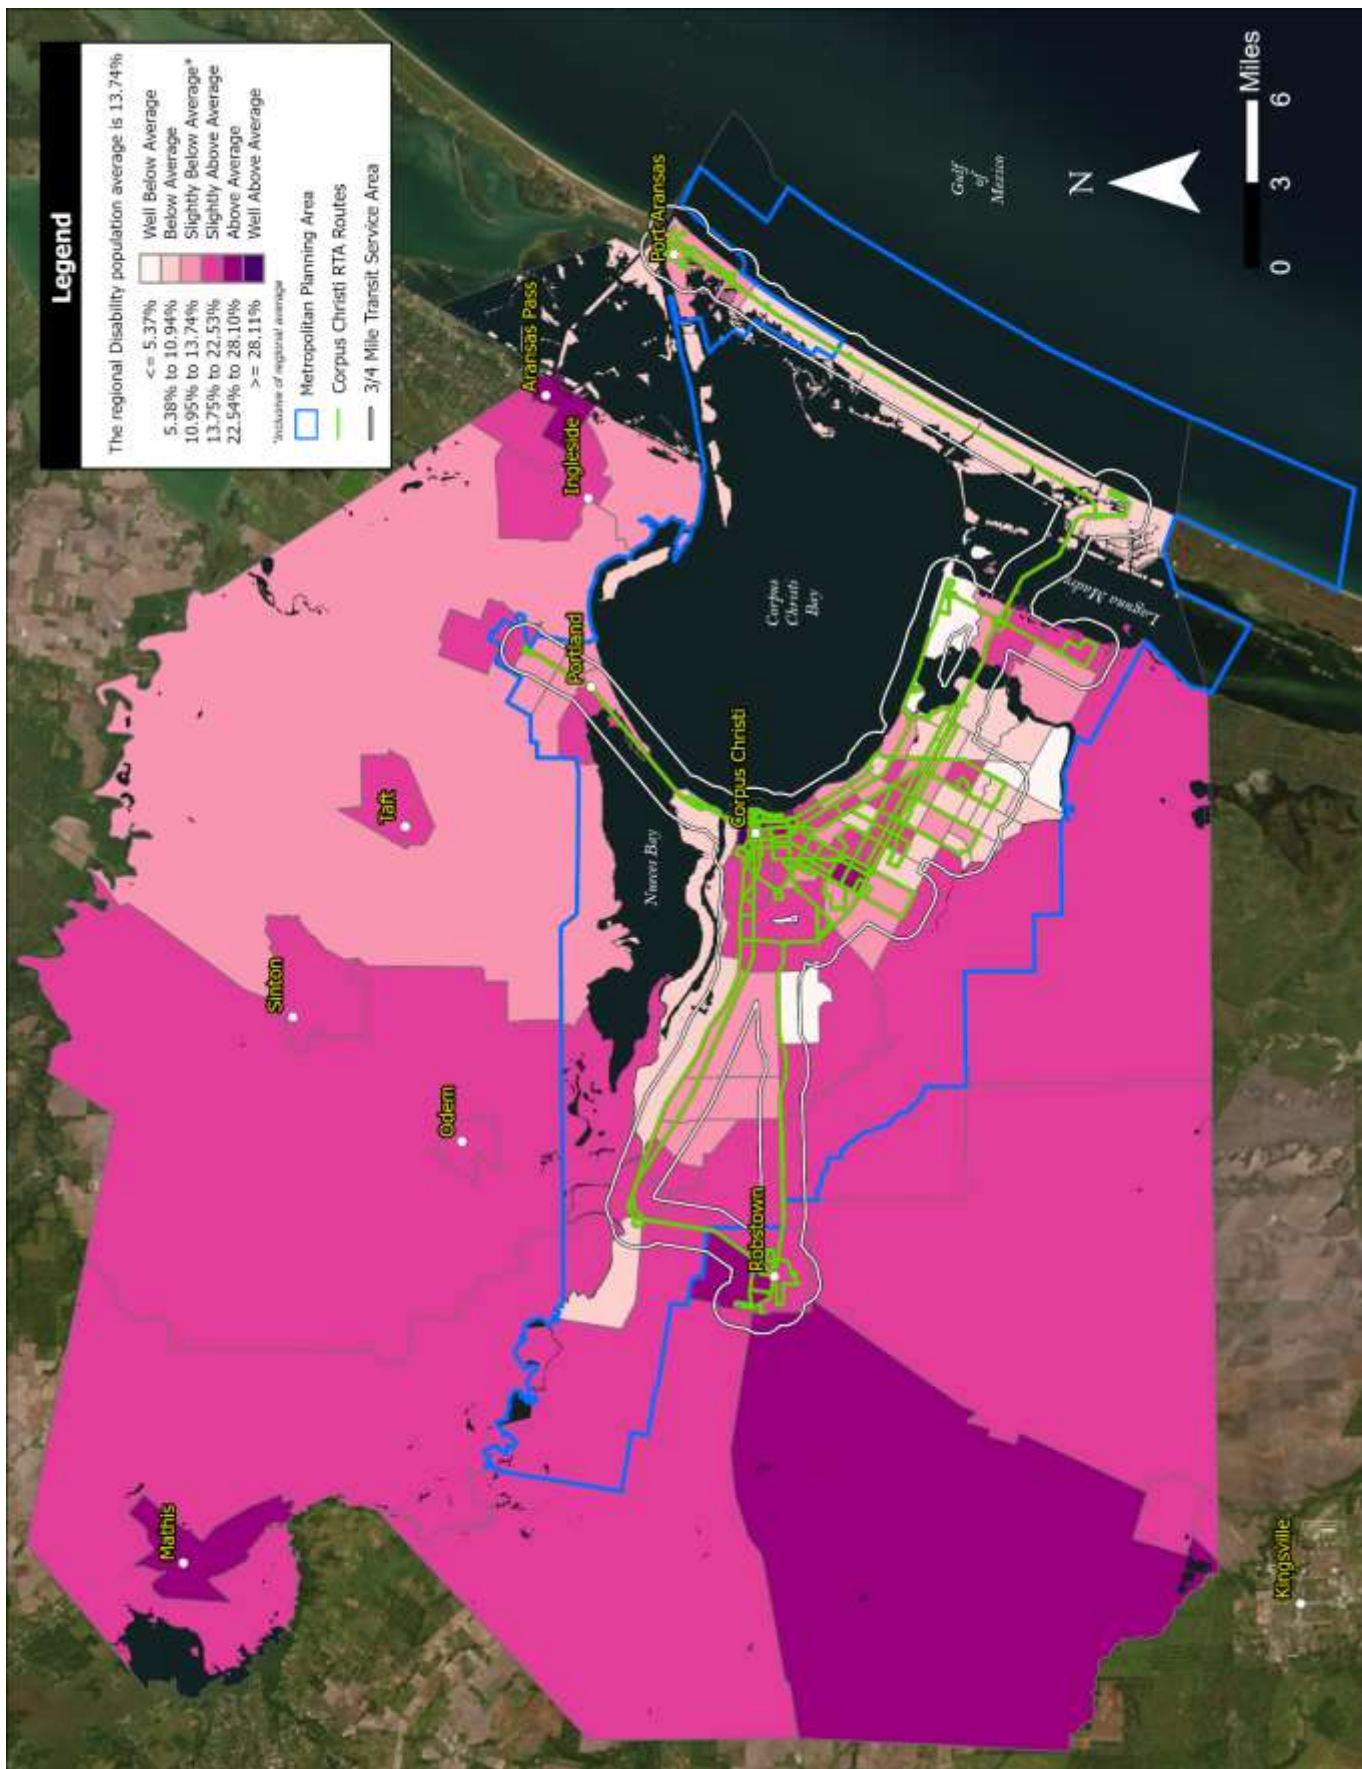 Legend
The regional Disability population average is 13.74%
<= 5.37% Well Below Average
5.38% to 10.94% Below Average
10.95% to 13.74% Slightly Below Average*
13.75% to 22.53% Slightly Above Average
22.54% to 28.10% Above Average
>= 28.11% Well Above Average
*Inclusive of regional average
Metropolitan Planning Area
Corpus Christi RTA Routes
3/4 Mile Transit Service Area
Mathis
Sinton
Taft
Odem
Aransas Pass
Ingleside
Portland
Port Aransas
Nueces Bay
Corpus Christi
Corpus
Christi
Bay
Robstown
Gulf
of
Mexico
Laguna Madre
N
0 3 6 Miles
Kingsville